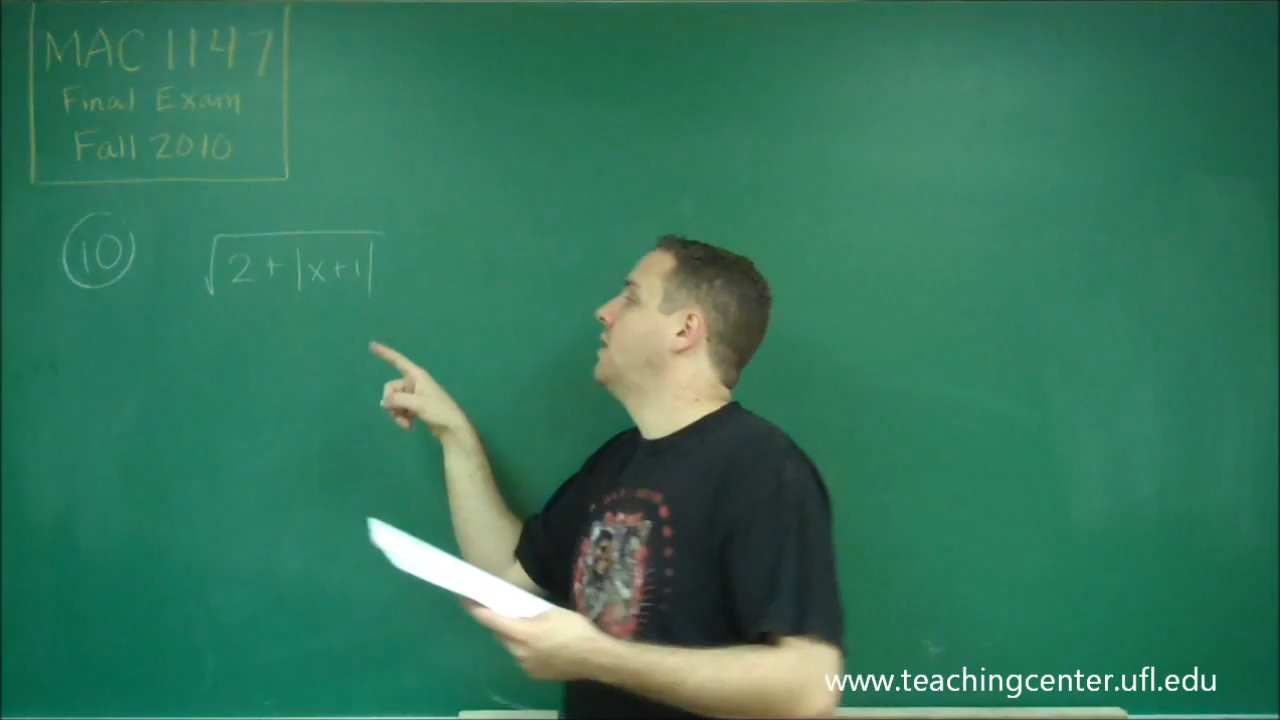 MAC 1147
Final Exam
Fall 2010
10 √2+|x+1|
www.teachingcenter.ufl.edu